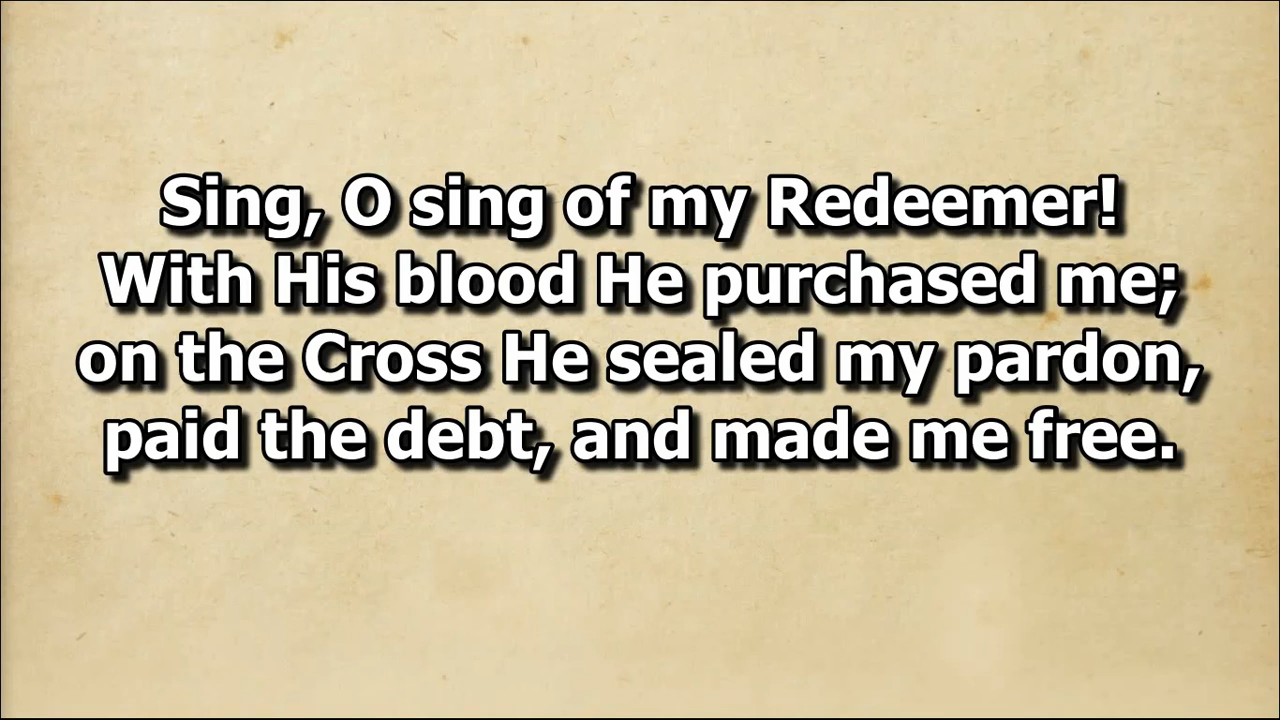 Sing, O sing of my Redeemer!
With His blood He purchased me;
on the Cross He sealed my pardon,
paid the debt, and made me free.